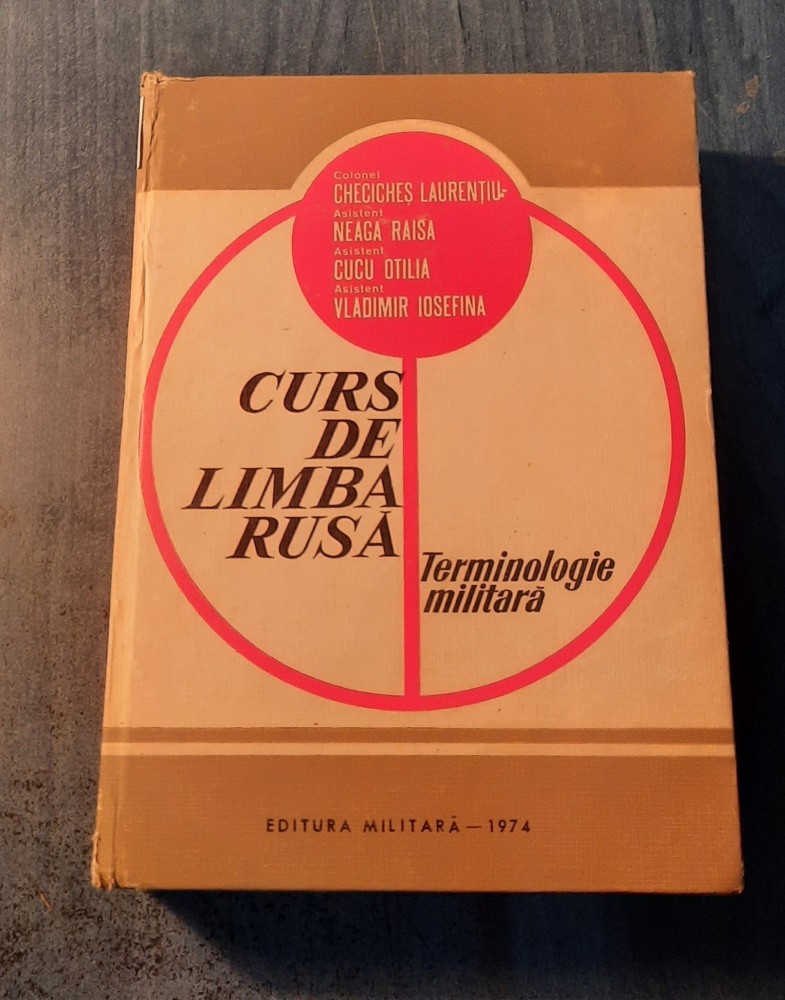 Colonel
CHECICHEȘ LAURENȚIU
Asistent
NEAGA RAISA
Asistent
CUCU OTILIA
Asistent
VLADIMIR IOSEFINA
CURS
DE
LIMBA
RUSĂ
Terminologie
militară
EDITURA MILITARĂ — 1974